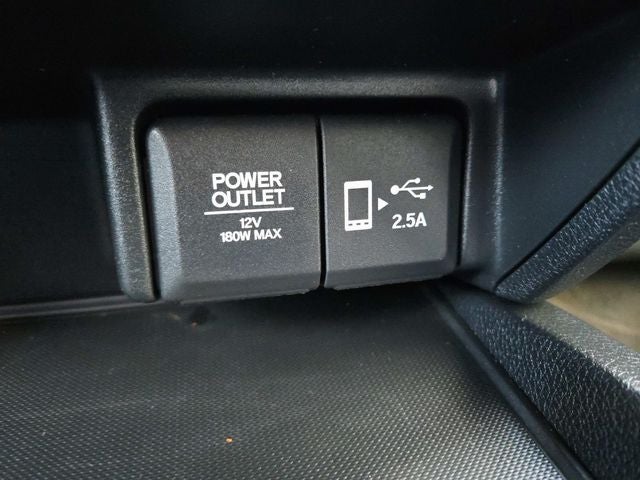 POWER
OUTLET
12V
180W MAX
2.5A